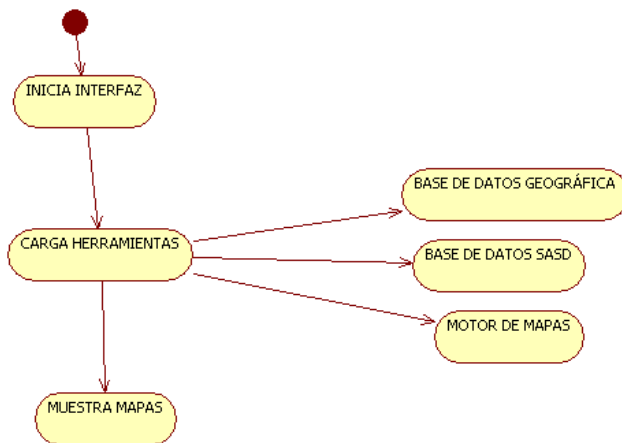 INICIA INTERFAZ
BASE DE DATOS GEOGRÁFICA
CARGA HERRAMIENTAS
BASE DE DATOS SASD
MOTOR DE MAPAS
MUESTRA MAPAS